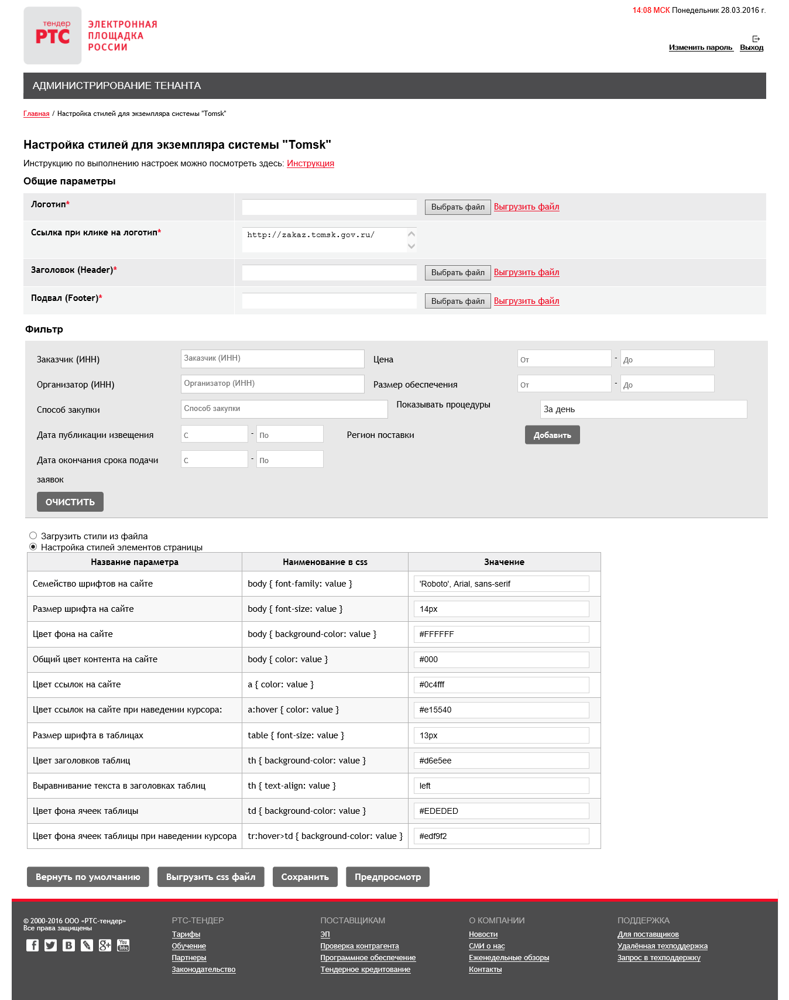 14:08 МСК Понедельник 28.03.2016 г.
тендер
РТС
ЭЛЕКТРОННАЯ
ПЛОЩАДКА
РОССИИ
Изменить пароль Выход
АДМИНИСТРИРОВАНИЕ ТЕНАНТА
Главная / Настройка стилей для экземпляра системы "Tomsk"
Настройка стилей для экземпляра системы "Tomsk"
Инструкцию по выполнению настроек можно посмотреть здесь: Инструкция
Общие параметры
Логотип* Выбрать файл Выгрузить файл
Ссылка при клике на логотип* http://zakaz.tomsk.gov.ru/
Заголовок (Header)* Выбрать файл Выгрузить файл
Подвал (Footer)* Выбрать файл Выгрузить файл
Фильтр
Заказчик (ИНН) Заказчик (ИНН) Цена От - До
Организатор (ИНН) Организатор (ИНН) Размер обеспечения От - До
Способ закупки Способ закупки Показывать процедуры За день
Дата публикации извещения С - По Регион поставки Добавить
Дата окончания срока подачи С - По
заявок
ОЧИСТИТЬ
Загрузить стили из файла
Настройка стилей элементов страницы
Название параметра Наименование в css Значение
Семейство шрифтов на сайте body { font-family: value } 'Roboto', Arial, sans-serif
Размер шрифта на сайте body { font-size: value } 14px
Цвет фона на сайте body { background-color: value } #FFFFFF
Общий цвет контента на сайте body { color: value } #000
Цвет ссылок на сайте a { color: value } #0c4fff
Цвет ссылок на сайте при наведении курсора: a:hover { color: value } #e15540
Размер шрифта в таблицах table { font-size: value } 13px
Цвет заголовков таблиц th { background-color: value } #d6e5ee
Выравнивание текста в заголовках таблиц th { text-align: value } left
Цвет фона ячеек таблицы td { background-color: value } #EDEDED
Цвет фона ячеек таблицы при наведении курсора tr:hover>td { background-color: value } #edf9f2
Вернуть по умолчанию Выгрузить css файл Сохранить Предпросмотр
© 2000-2016 ООО «РТС-тендер»
Все права защищены
f B g+ You Tube
РТС-ТЕНДЕР
Тарифы
Обучение
Партнеры
Законодательство
ПОСТАВЩИКАМ
ЭП
Проверка контрагента
Программное обеспечение
Тендерное кредитование
О КОМПАНИИ
Новости
СМИ о нас
Еженедельные обзоры
Контакты
ПОДДЕРЖКА
Для поставщиков
Удалённая техподдержка
Запрос в техподдержку